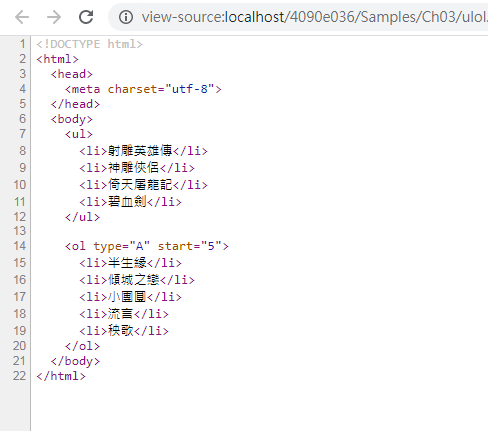 view-source:localhost/4090e036/Samples/Ch03/ulol.
1 <!DOCTYPE html>
2 <html>
3   <head>
4     <meta charset="utf-8">
5   </head>
6   <body>
7     <ul>
8       <li>射雕英雄傳</li>
9       <li>神雕俠侶</li>
10       <li>倚天屠龍記</li>
11       <li>碧血劍</li>
12     </ul>
13
14     <ol type="A" start="5">
15       <li>半生緣</li>
16       <li>傾城之戀</li>
17       <li>小團圓</li>
18       <li>流言</li>
19       <li>秧歌</li>
20     </ol>
21   </body>
22 </html>